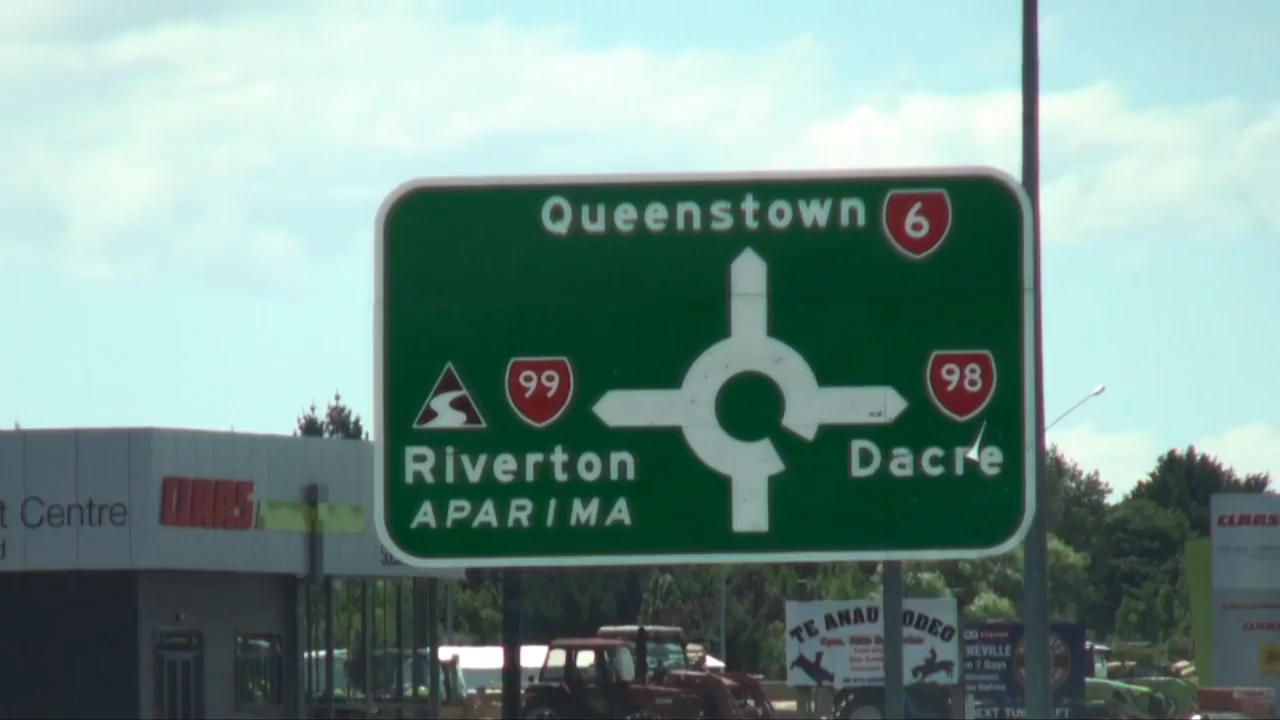 Queenstown 6
99
98
Riverton
APARIMA
Dacre
t Centre
CLAAS
CLAAS
TE ANAU RODEO